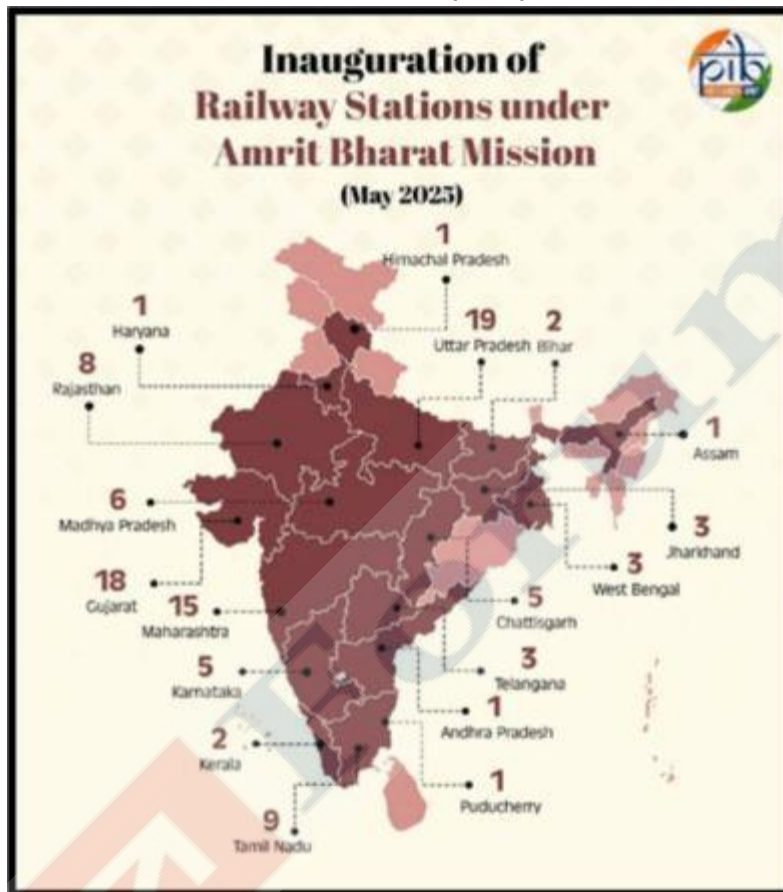 Inauguration of
Railway Stations under
Amrit Bharat Mission
(May 2025)
pib
1
Himachal Pradesh
1
Haryana
19
Uttar Pradesh
2
Bihar
8
Rajasthan
1
Assam
6
Madhya Pradesh
3
Jharkhand
3
West Bengal
18
Gujarat
15
Maharashtra
5
Chattisgarh
5
Karnataka
3
Telangana
1
Andhra Pradesh
2
Kerala
1
Puducherry
9
Tamil Nadu